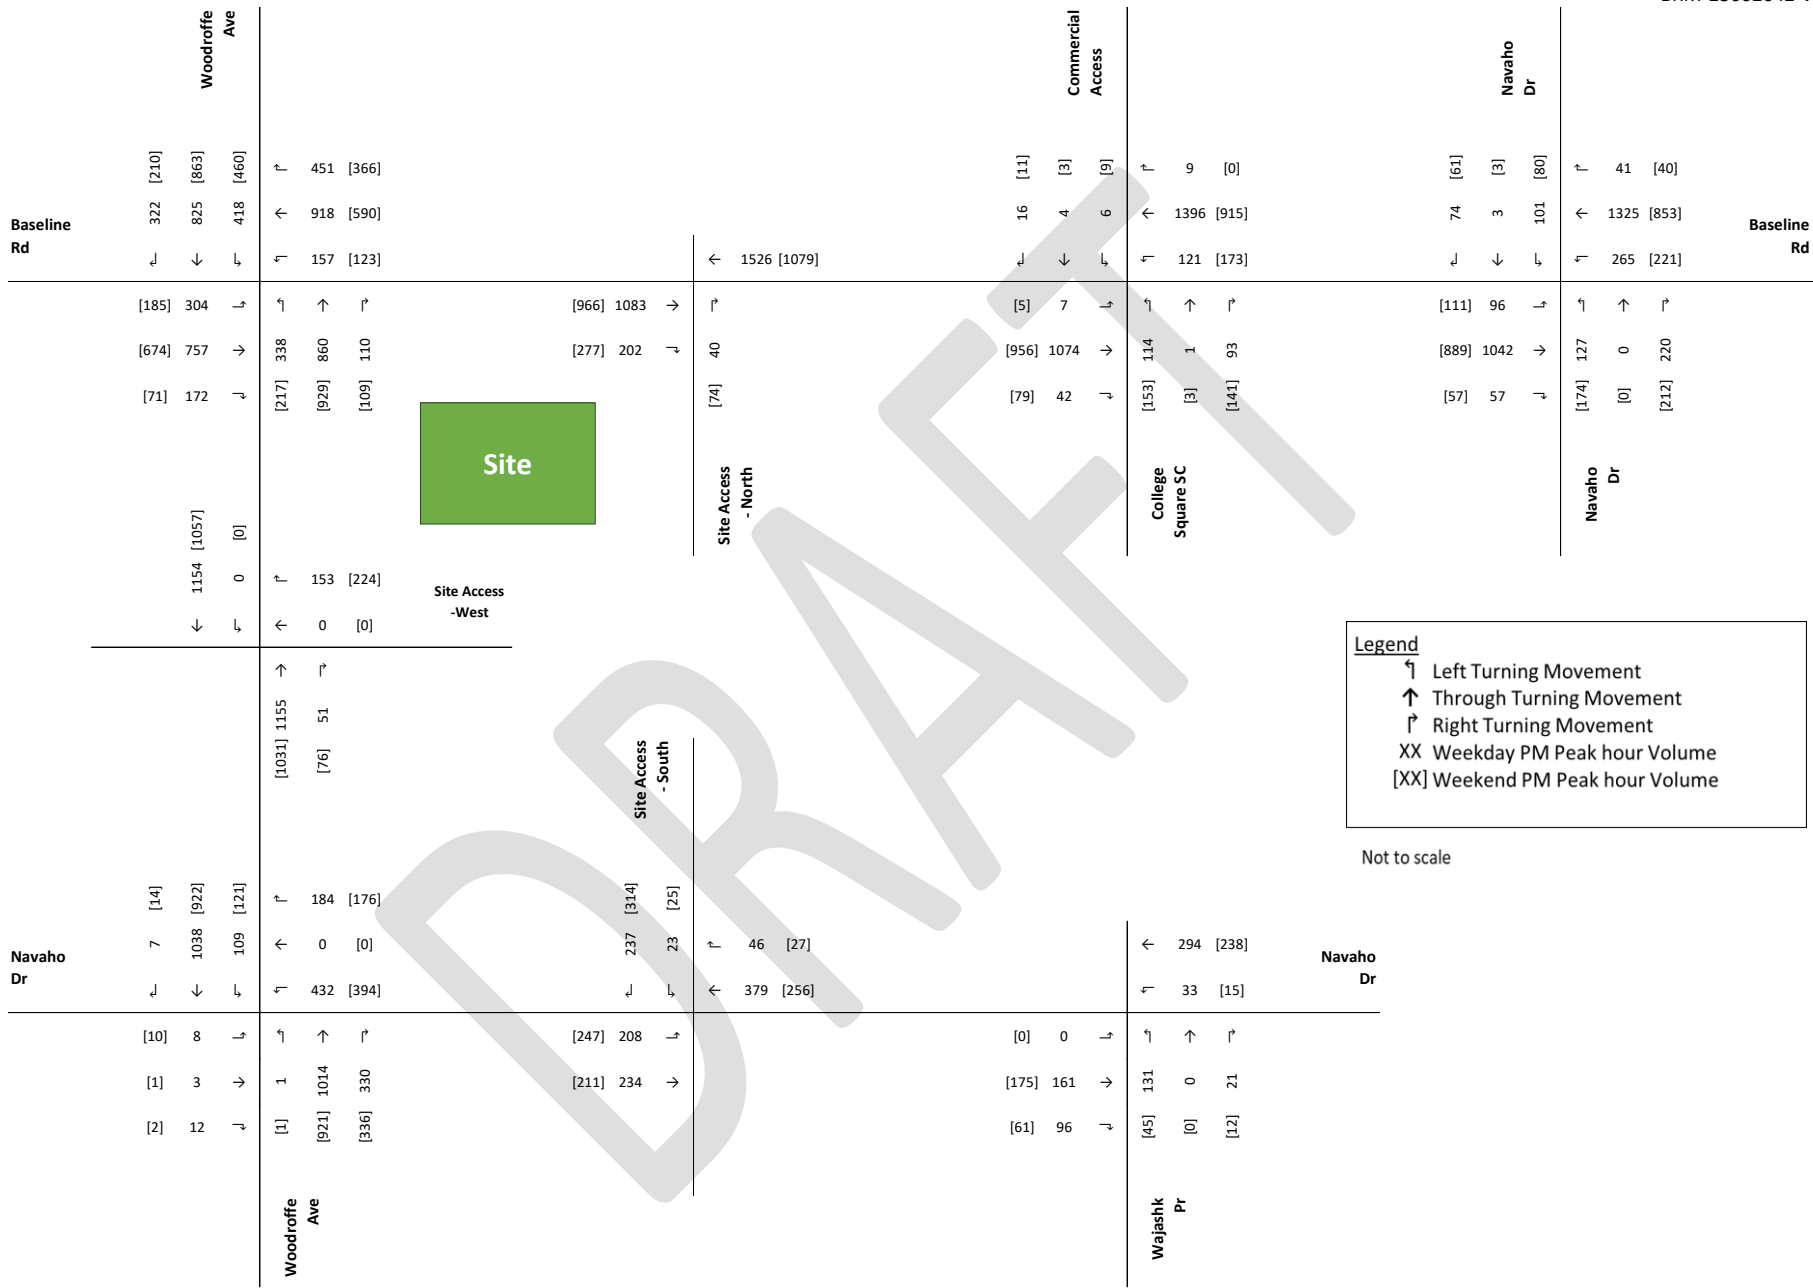 Woodroffe
Ave
Commercial
Access
Navaho
Dr
[210] [863] [460] ↱ 451 [366]
322 825 418 ← 918 [590]
↲ ↓ ↳ ↰ 157 [123]
[11] [3] [9] ↱ 9 [0]
16 4 6 ← 1396 [915]
↲ ↓ ↳ ↰ 121 [173]
[61] [3] [80] ↱ 41 [40]
74 3 101 ← 1325 [853]
↲ ↓ ↳ ↰ 265 [221]
Baseline
Rd
← 1526 [1079]
Baseline
Rd
[185] 304 ↰ ↑ ↱
[674] 757 → 338 860 110
[71] 172 [217] [929] [109]
[966] 1083 → ↱
[277] 202 40
[74]
[5] 7 ↰ ↑ ↱
[956] 1074 → 114 1 93
[79] 42 [153] [3] [141]
[111] 96 ↰ ↑ ↱
[889] 1042 → 127 0 220
[57] 57 [174] [0] [212]
Site
Site Access
- North
College
Square SC
Navaho
Dr
[1057] [0]
1154 0 ↱ 153 [224]
↓ ↳ ← 0 [0]
Site Access
-West
↑ ↱
1155 51
[1031] [76]
Legend
↰ Left Turning Movement
↑ Through Turning Movement
↱ Right Turning Movement
XX Weekday PM Peak hour Volume
[XX] Weekend PM Peak hour Volume
Not to scale
Site Access
- South
[14] [922] [121] ↱ 184 [176]
7 1038 109 ← 0 [0]
↲ ↓ ↳ ↰ 432 [394]
[314] [25]
237 23 ↱ 46 [27]
↲ ↳ ← 379 [256]
← 294 [238]
↰ 33 [15]
Navaho
Dr
Navaho
Dr
[10] 8 ↰ ↑ ↱
[1] 3 → 1 1014 330
[2] 12 [1] [921] [336]
[247] 208
[211] 234 →
[0] 0 ↰ ↑ ↱
[175] 161 → 131 0 21
[61] 96 [45] [0] [12]
Woodroffe
Ave
Wajashk
Pr
DRAFT